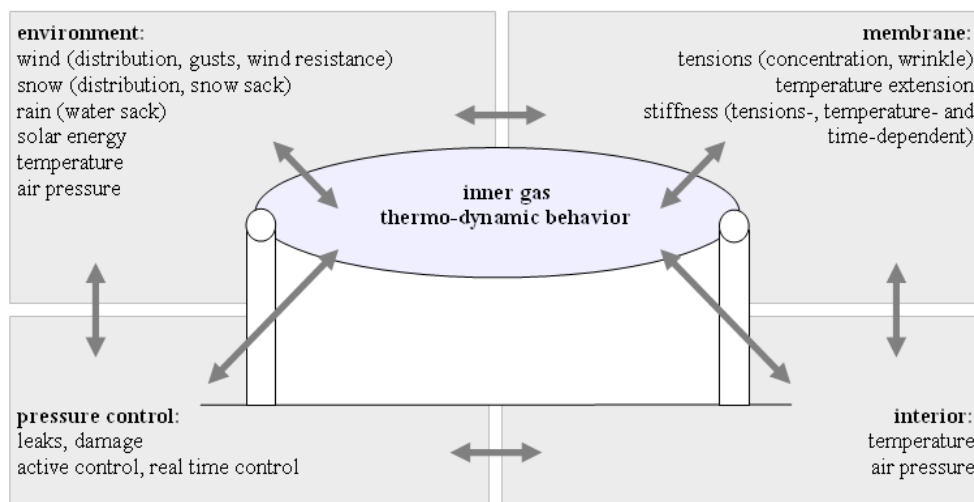 environment:
wind (distribution, gusts, wind resistance)
snow (distribution, snow sack)
rain (water sack)
solar energy
temperature
air pressure
membrane:
tensions (concentration, wrinkle)
temperature extension
stiffness (tensions-, temperature- and
time-dependent)
inner gas
thermo-dynamic behavior
pressure control:
leaks, damage
active control, real time control
interior:
temperature
air pressure